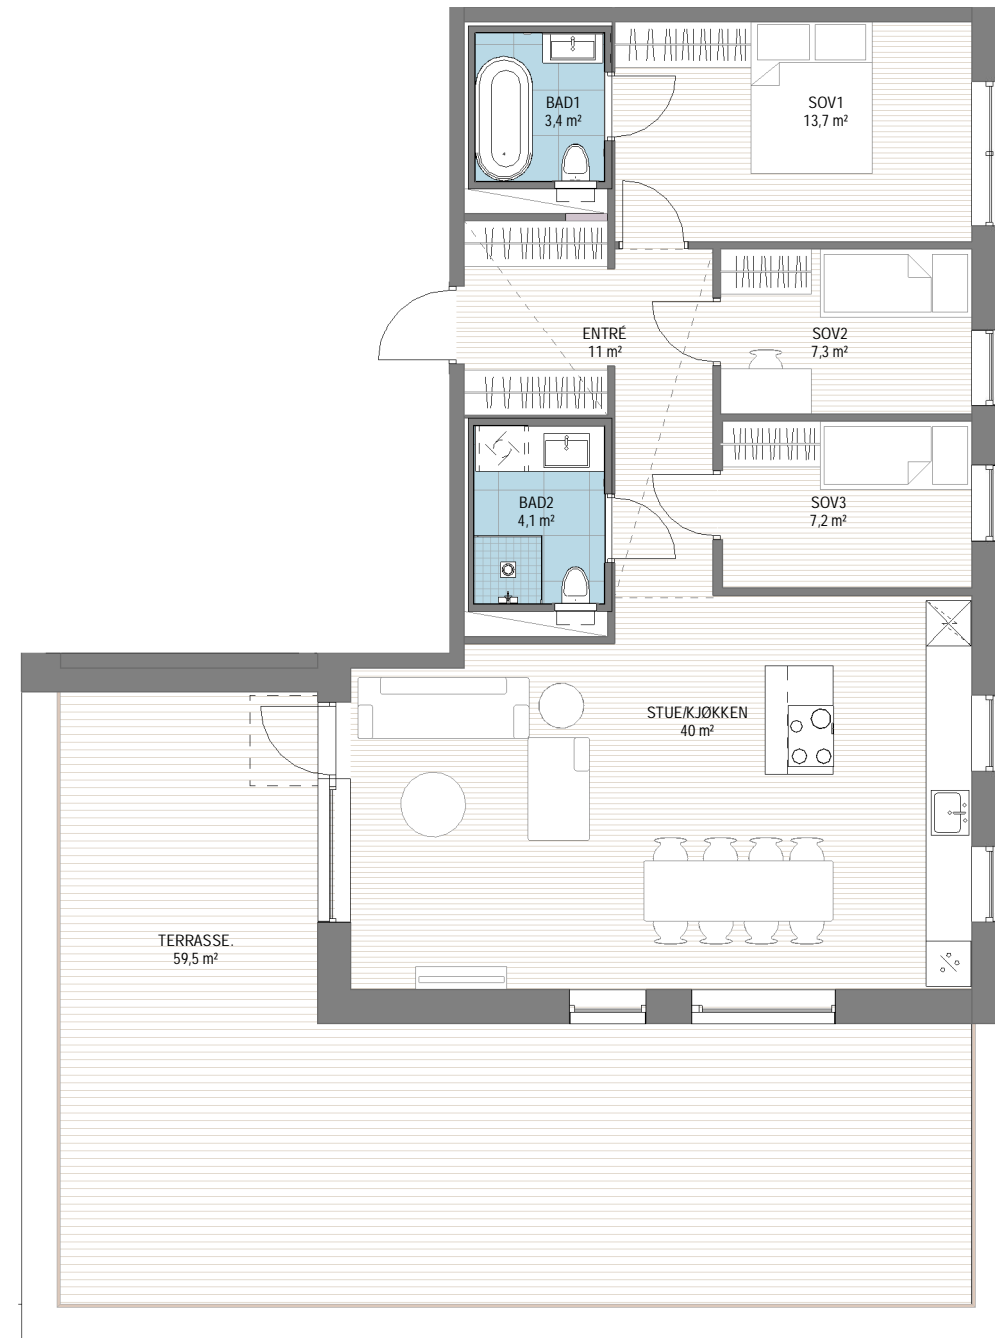 BAD1
3,4 m²
SOV1
13,7 m²
ENTRÉ
11 m²
SOV2
7,3 m²
BAD2
4,1 m²
SOV3
7,2 m²
STUE/KJØKKEN
40 m²
TERRASSE.
59,5 m²